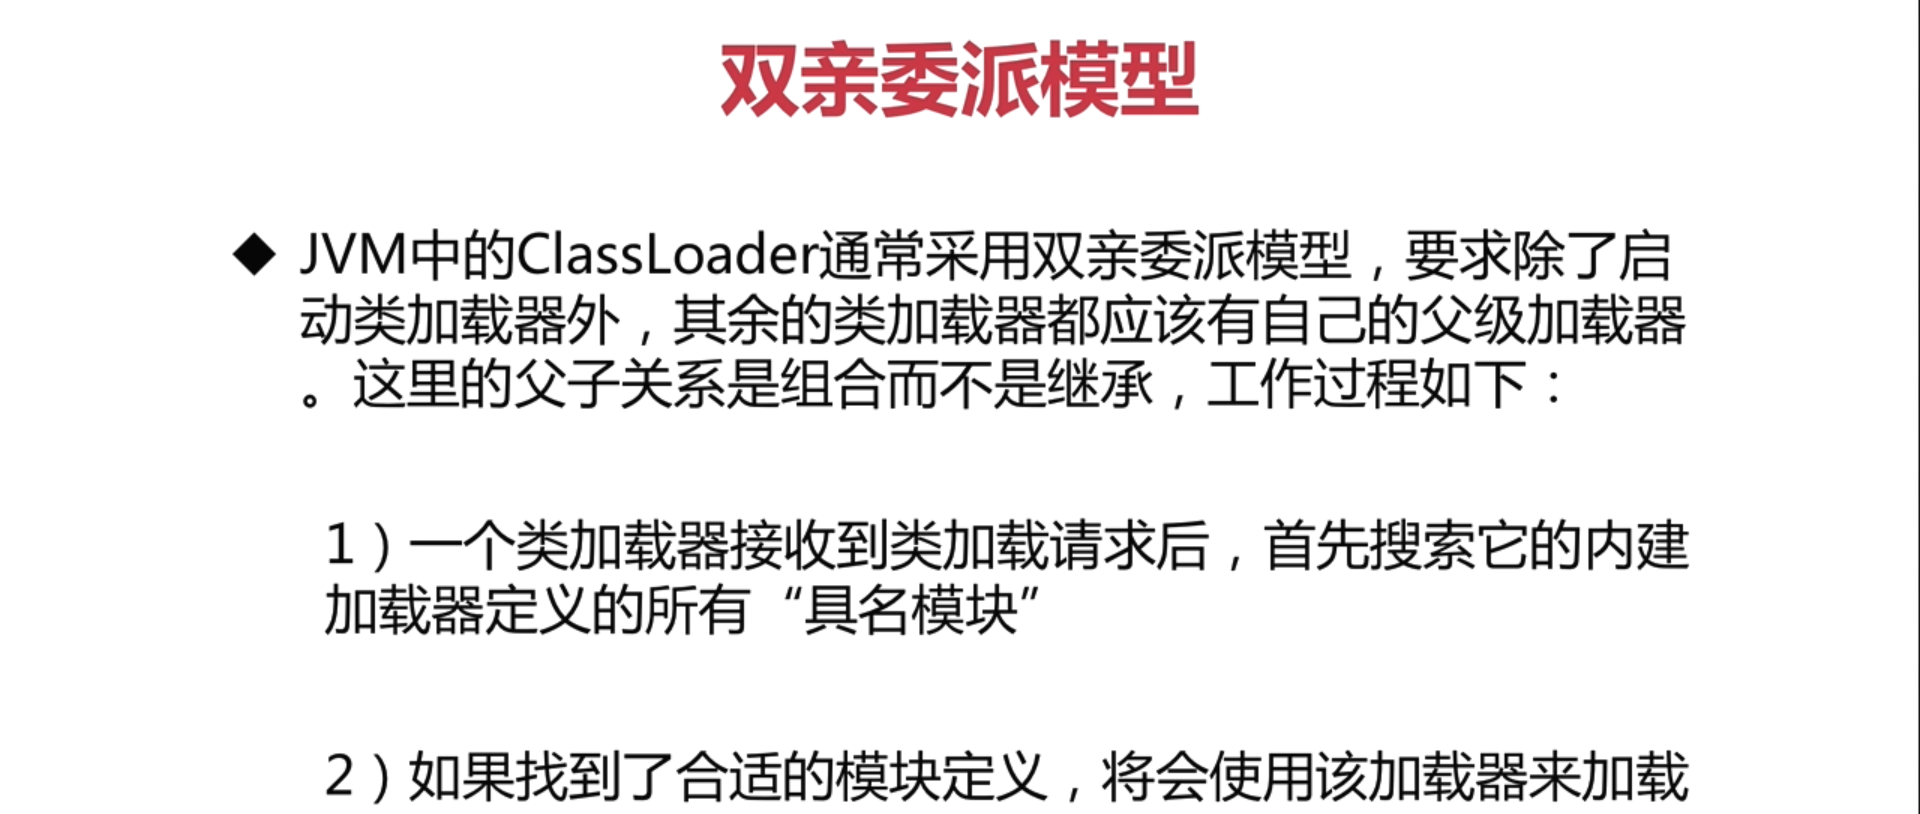 双亲委派模型
◆ JVM中的ClassLoader通常采用双亲委派模型，要求除了启
动类加载器外，其余的类加载器都应该有自己的父级加载器
。这里的父子关系是组合而不是继承，工作过程如下：
1）一个类加载器接收到类加载请求后，首先搜索它的内建
加载器定义的所有“具名模块”
2）如果找到了合适的模块定义，将会使用该加载器来加载